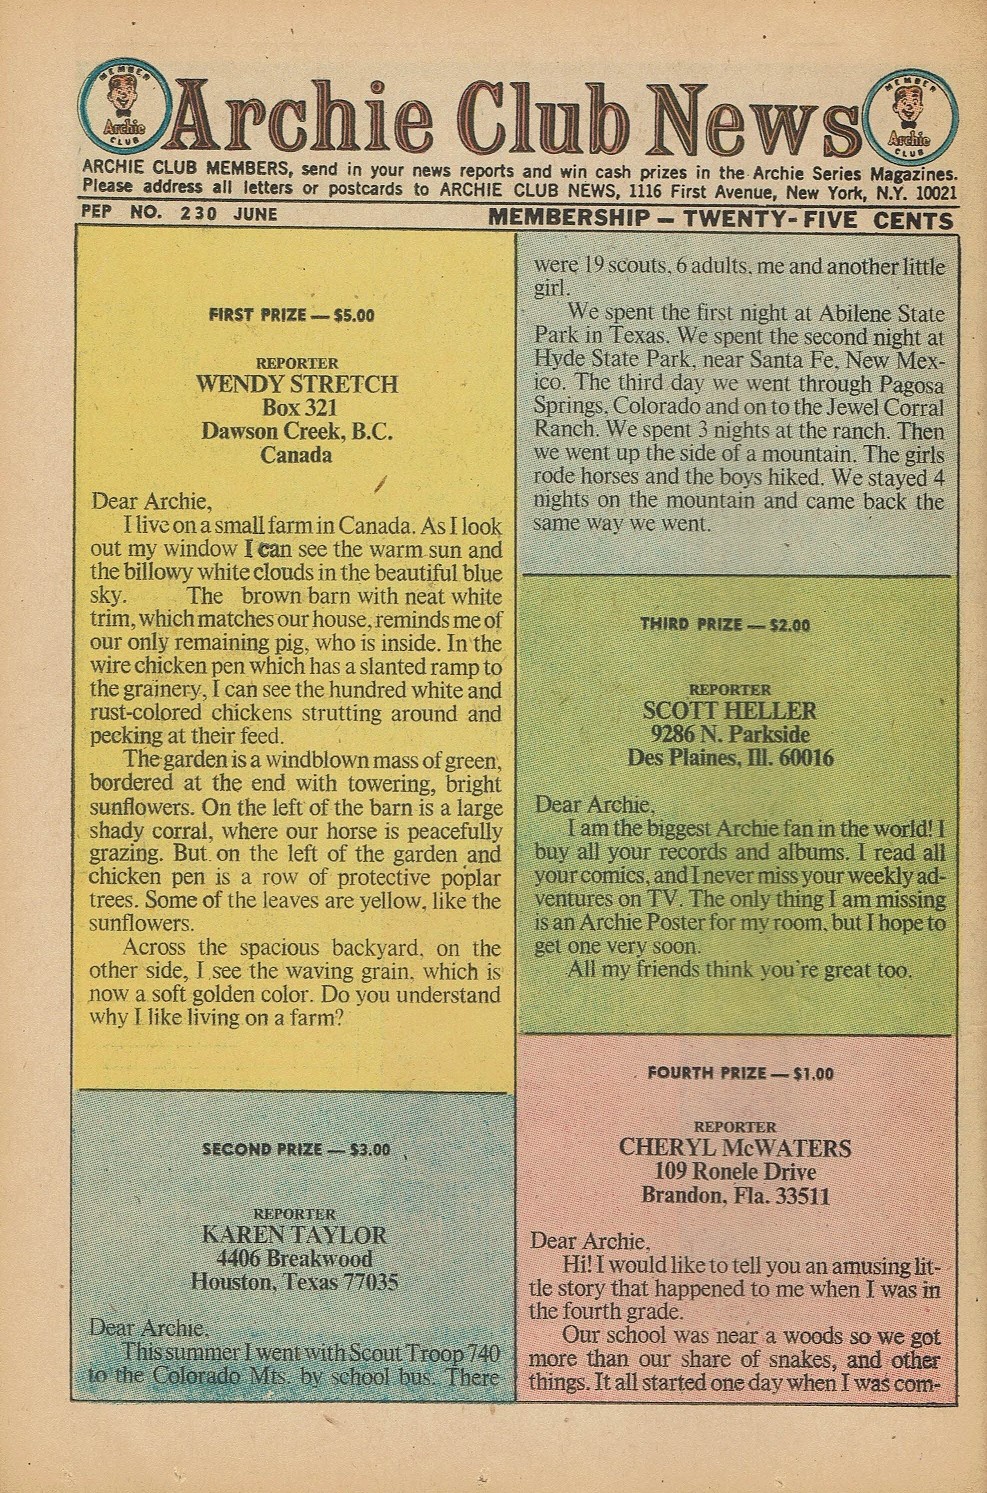 MEMBER
Archie
CLUB
Archie Club News
MEMBER
Archie
CLUB
ARCHIE CLUB MEMBERS, send in your news reports and win cash prizes in the Archie Series Magazines.
Please address all letters or postcards to ARCHIE CLUB NEWS, 1116 First Avenue, New York, N.Y. 10021
PEP NO. 230 JUNE
MEMBERSHIP — TWENTY-FIVE CENTS
FIRST PRIZE — $5.00
REPORTER
WENDY STRETCH
Box 321
Dawson Creek, B.C.
Canada
Dear Archie,
I live on a small farm in Canada. As I look
out my window I can see the warm sun and
the billowy white clouds in the beautiful blue
sky. The brown barn with neat white
trim, which matches our house, reminds me of
our only remaining pig, who is inside. In the
wire chicken pen which has a slanted ramp to
the grainery, I can see the hundred white and
rust-colored chickens strutting around and
pecking at their feed.
The garden is a windblown mass of green,
bordered at the end with towering, bright
sunflowers. On the left of the barn is a large
shady corral, where our horse is peacefully
grazing. But on the left of the garden and
chicken pen is a row of protective poplar
trees. Some of the leaves are yellow, like the
sunflowers.
Across the spacious backyard, on the
other side, I see the waving grain, which is
now a soft golden color. Do you understand
why I like living on a farm?
SECOND PRIZE — $3.00
REPORTER
KAREN TAYLOR
4406 Breakwood
Houston, Texas 77035
Dear Archie,
This summer I went with Scout Troop 740
to the Colorado Mts. by school bus. There
were 19 scouts, 6 adults, me and another little
girl.
We spent the first night at Abilene State
Park in Texas. We spent the second night at
Hyde State Park, near Santa Fe, New Mex-
ico. The third day we went through Pagosa
Springs, Colorado and on to the Jewel Corral
Ranch. We spent 3 nights at the ranch. Then
we went up the side of a mountain. The girls
rode horses and the boys hiked. We stayed 4
nights on the mountain and came back the
same way we went.
THIRD PRIZE — $2.00
REPORTER
SCOTT HELLER
9286 N. Parkside
Des Plaines, Ill. 60016
Dear Archie,
I am the biggest Archie fan in the world! I
buy all your records and albums. I read all
your comics, and I never miss your weekly ad-
ventures on TV. The only thing I am missing
is an Archie Poster for my room, but I hope to
get one very soon.
All my friends think you're great too.
FOURTH PRIZE — $1.00
REPORTER
CHERYL McWATERS
109 Ronele Drive
Brandon, Fla. 33511
Dear Archie,
Hi! I would like to tell you an amusing lit-
tle story that happened to me when I was in
the fourth grade.
Our school was near a woods so we got
more than our share of snakes, and other
things. It all started one day when I was com-